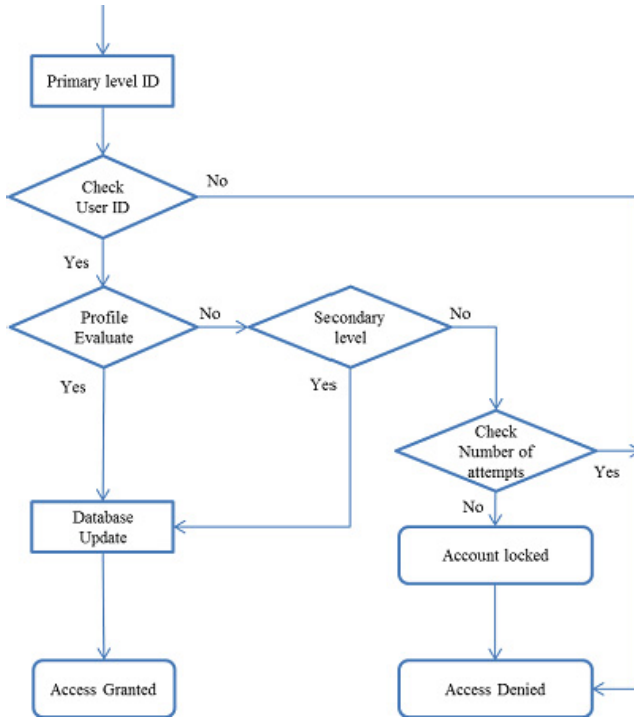 Primary level ID
Check
User ID
No
Yes
Profile
Evaluate
No
Secondary
level
No
Yes
Yes
Check
Number of
attempts
Yes
No
Database
Update
Account locked
Access Granted
Access Denied